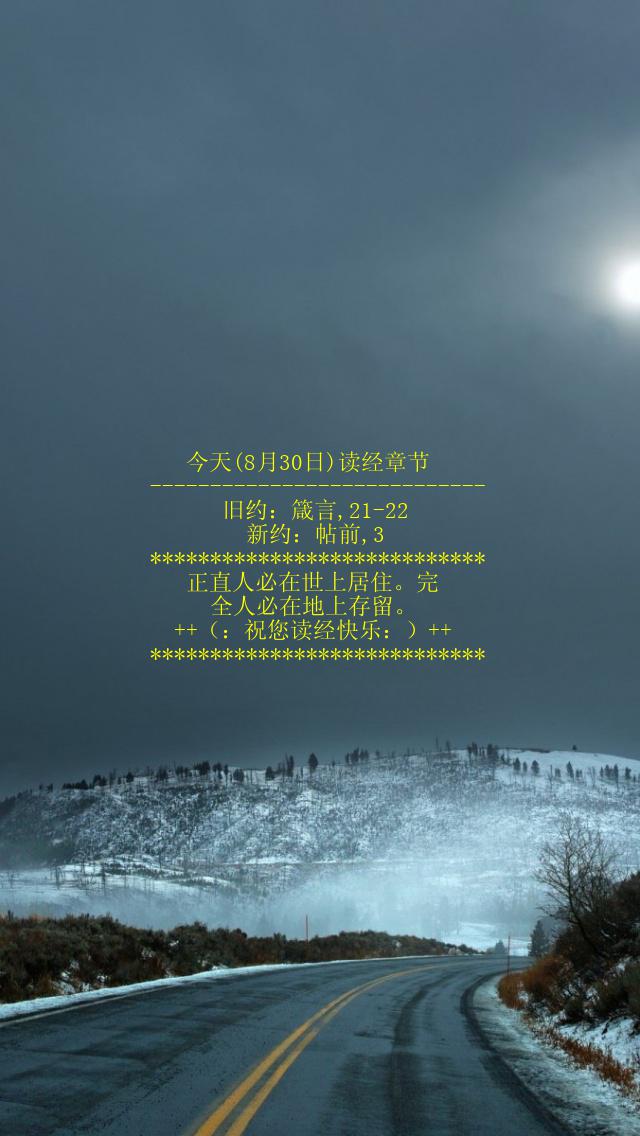 今天(8月30日)读经章节
----------------------------
旧约: 箴言,21-22
新约: 帖前,3
****************************
正直人必在世上居住。完
全人必在地上存留。
++（: 祝您读经快乐: ）++
****************************